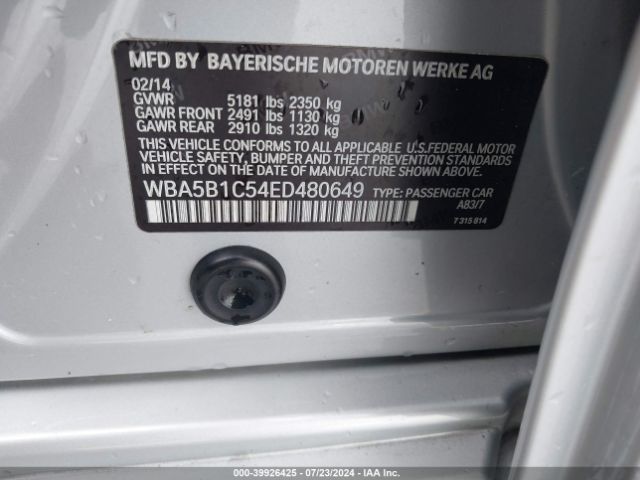 MFD BY BAYERISCHE MOTOREN WERKE AG
02/14
GVWR 5181 lbs 2350 kg
GAWR FRONT 2491 lbs 1130 kg
GAWR REAR 2910 lbs 1320 kg
THIS VEHICLE CONFORMS TO ALL APPLICABLE U.S.FEDERAL MOTOR
VEHICLE SAFETY, BUMPER AND THEFT PREVENTION STANDARDS
IN EFFECT ON THE DATE OF MANUFACTURE SHOWN ABOVE.
WBA5B1C54ED480649 TYPE: PASSENGER CAR
A83/7
7 315 814
000-39926425 / 07/23/2024 / IAA Inc.